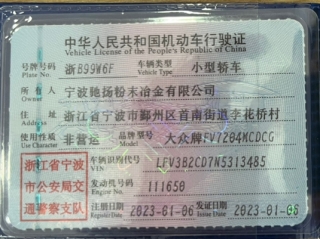 中华人民共和国机动车行驶证
Vehicle License of the People's Republic of China
号牌号码 浙B99W6F 车辆类型 小型轿车
Plate No. Vehicle Type
所有人 宁波驰扬粉末冶金有限公司
Owner
住址 浙江省宁波市鄞州区首南街道李花桥村
Address
使用性质 非营运 品牌型号 大众牌FV7204MCDCG
Use Character Model
浙江省宁波市公安局交通警察支队
车辆识别代号 LFV3B2CD7N5313485
VIN
发动机号码 111650
Engine No.
注册日期 2023-01-06 发证日期 2023-01-06
Register Date Issue Date